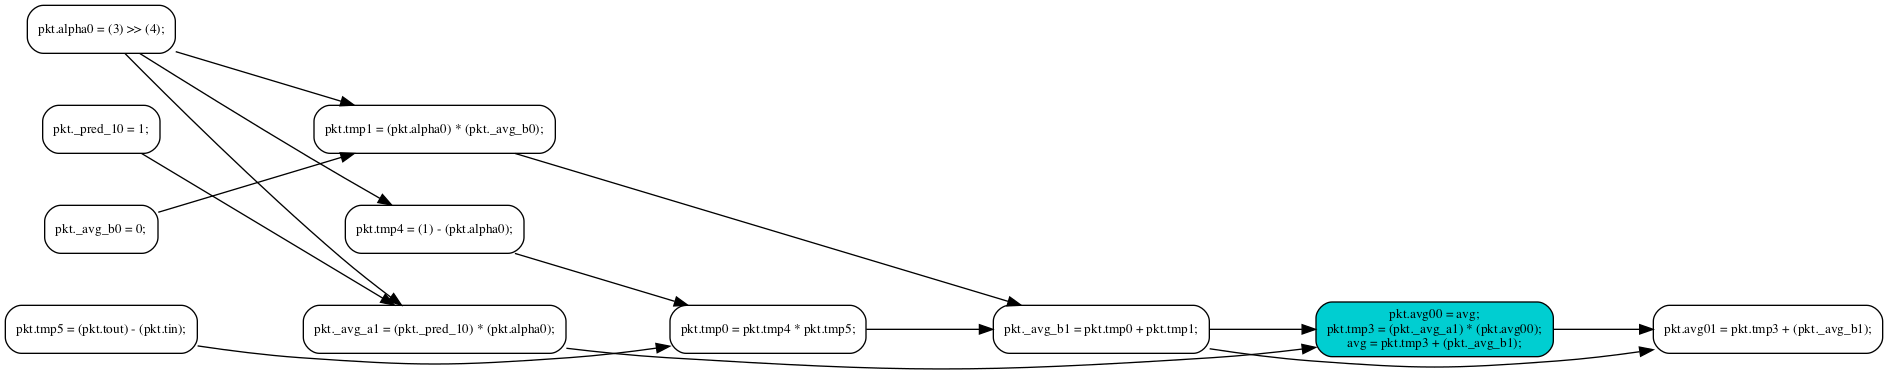 pkt.alpha0 = (3) >> (4);
pkt._pred_10 = 1;
pkt.tmp1 = (pkt.alpha0) * (pkt._avg_b0);
pkt._avg_b0 = 0;
pkt.tmp4 = (1) - (pkt.alpha0);
pkt.tmp5 = (pkt.tout) - (pkt.tin);
pkt._avg_a1 = (pkt._pred_10) * (pkt.alpha0);
pkt.tmp0 = pkt.tmp4 * pkt.tmp5;
pkt._avg_b1 = pkt.tmp0 + pkt.tmp1;
pkt.avg00 = avg;
pkt.tmp3 = (pkt._avg_a1) * (pkt.avg00);
avg = pkt.tmp3 + (pkt._avg_b1);
pkt.avg01 = pkt.tmp3 + (pkt._avg_b1);